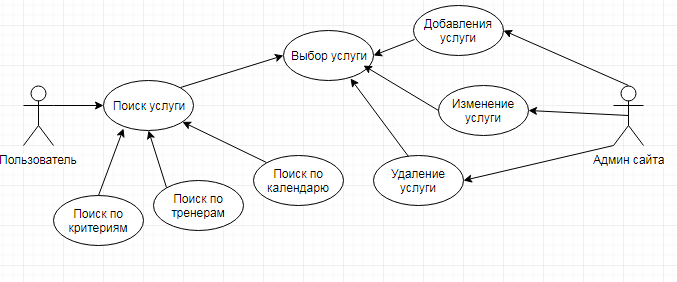 Добавления
услуги
Выбор услуги
Поиск услуги
Изменение
услуги
Пользователь
Админ сайта
Поиск по
календарю
Удаление
услуги
Поиск по
тренерам
Поиск по
критериям